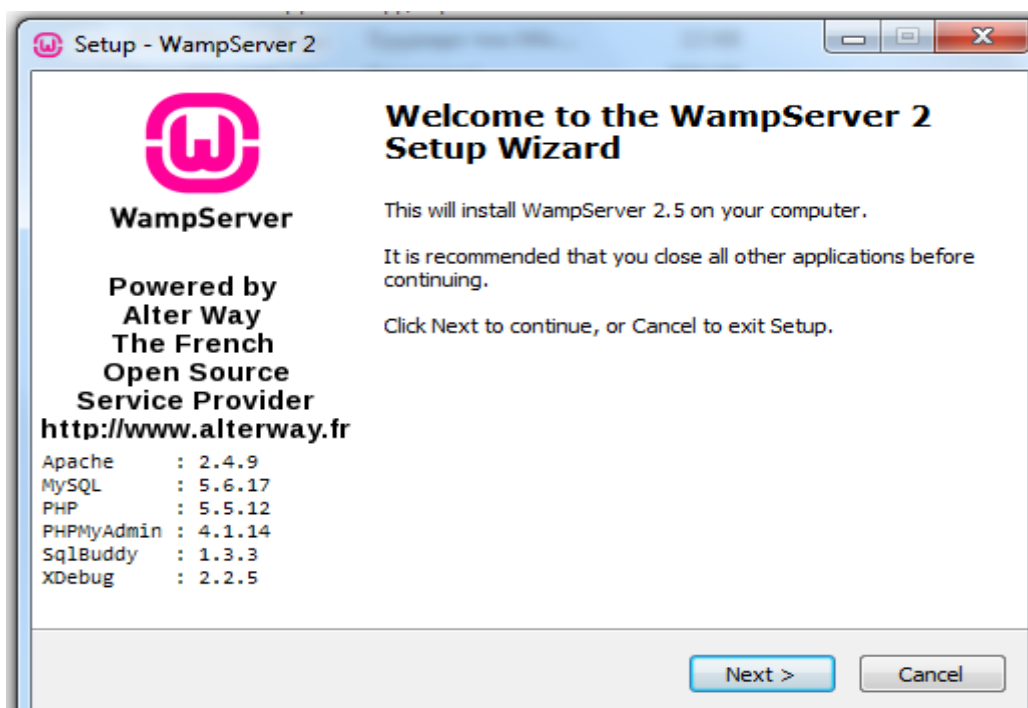 Setup - WampServer 2
WampServer
Powered by
Alter Way
The French
Open Source
Service Provider
http://www.alterway.fr
Apache : 2.4.9
MySQL : 5.6.17
PHP : 5.5.12
PHPMyAdmin : 4.1.14
SqlBuddy : 1.3.3
XDebug : 2.2.5
Welcome to the WampServer 2
Setup Wizard
This will install WampServer 2.5 on your computer.
It is recommended that you close all other applications before
continuing.
Click Next to continue, or Cancel to exit Setup.
Next >
Cancel